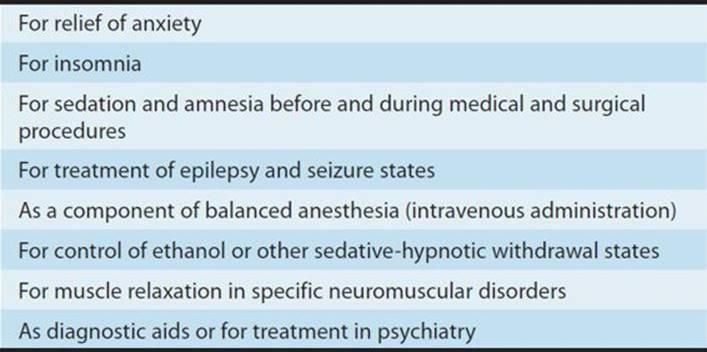 For relief of anxiety
For insomnia
For sedation and amnesia before and during medical and surgical
procedures
For treatment of epilepsy and seizure states
As a component of balanced anesthesia (intravenous administration)
For control of ethanol or other sedative-hypnotic withdrawal states
For muscle relaxation in specific neuromuscular disorders
As diagnostic aids or for treatment in psychiatry